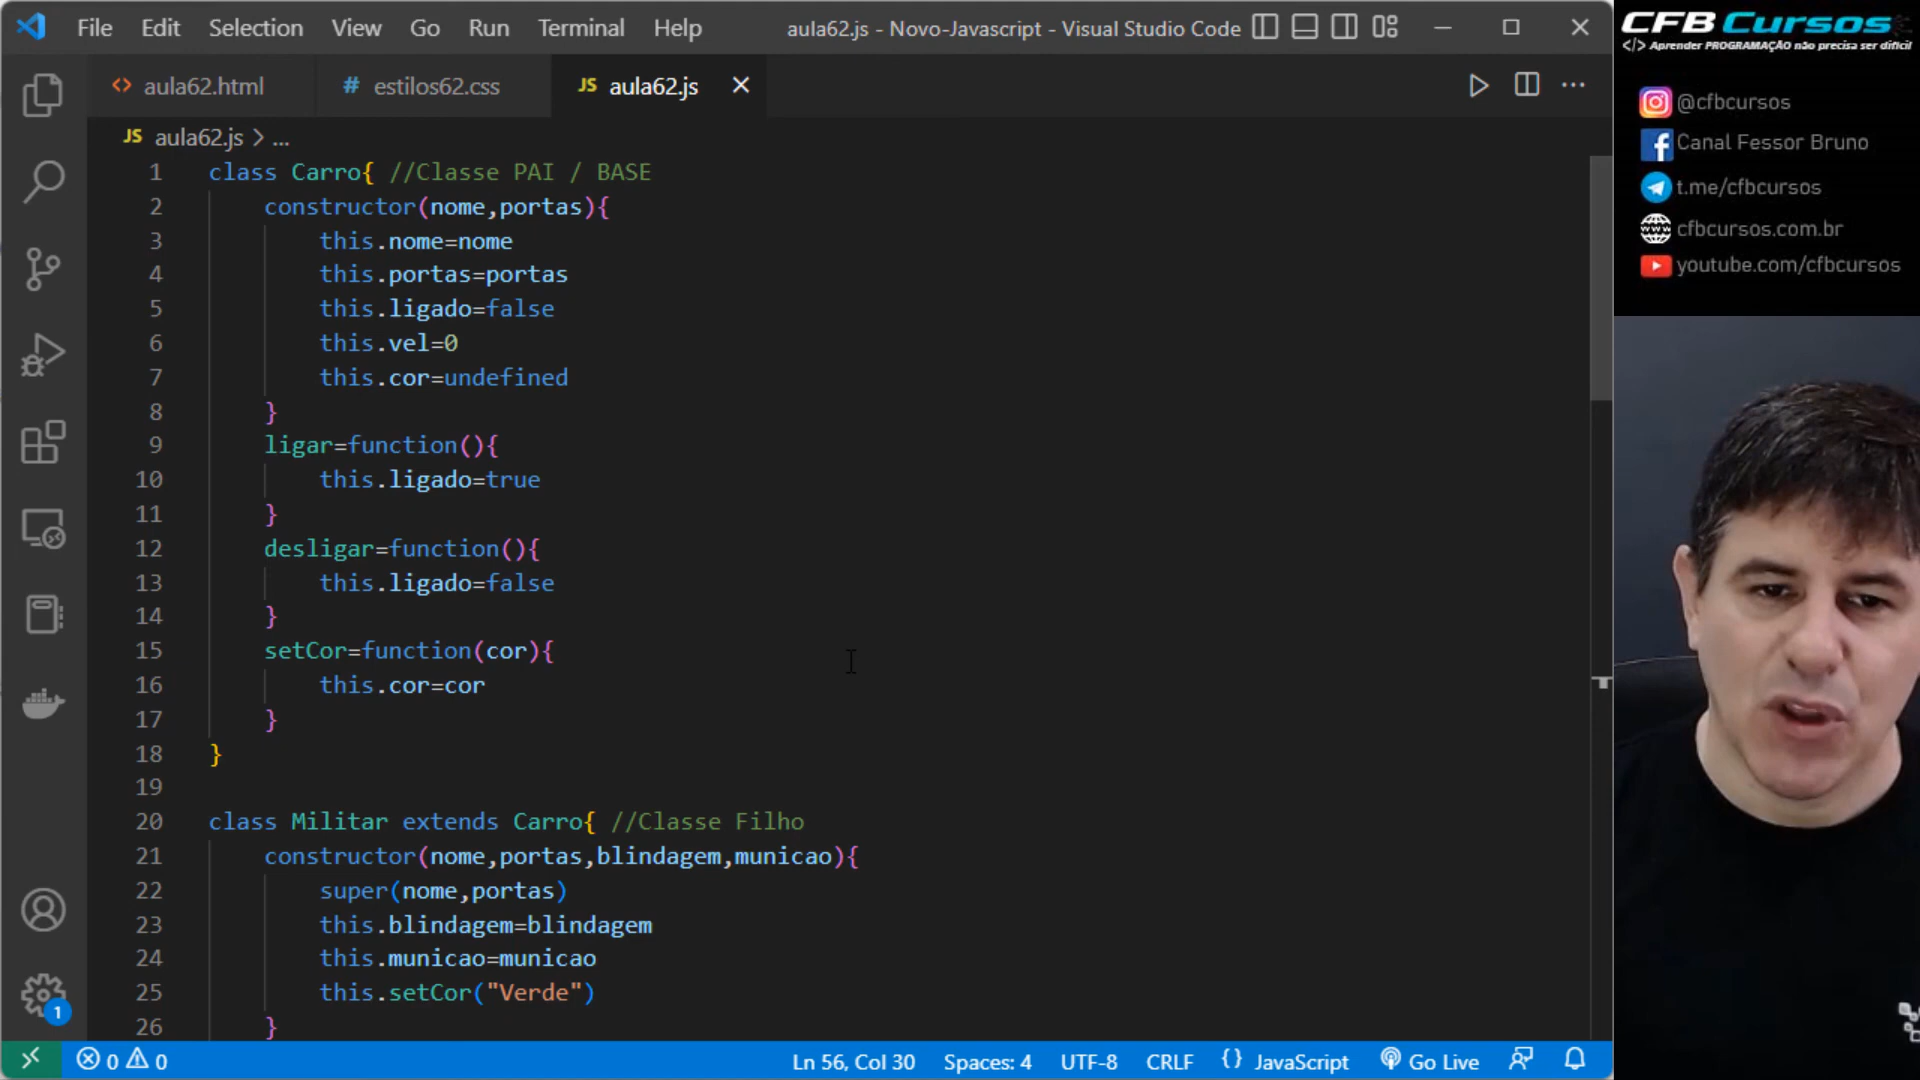 File Edit Selection View Go Run Terminal Help
aula62.js - Novo-Javascript - Visual Studio Code
<> aula62.html
# estilos62.css
JS aula62.js
JS aula62.js > ...
1 class Carro{ //Classe PAI / BASE
2 constructor(nome,portas){
3 this.nome=nome
4 this.portas=portas
5 this.ligado=false
6 this.vel=0
7 this.cor=undefined
8 }
9 ligar=function(){
10 this.ligado=true
11 }
12 desligar=function(){
13 this.ligado=false
14 }
15 setCor=function(cor){
16 this.cor=cor
17 }
18 }
19
20 class Militar extends Carro{ //Classe Filho
21 constructor(nome,portas,blindagem,municao){
22 super(nome,portas)
23 this.blindagem=blindagem
24 this.municao=municao
25 this.setCor("Verde")
26 }
1
0 0
Ln 56, Col 30 Spaces: 4 UTF-8 CRLF {} JavaScript Go Live
CFB Cursos
</> Aprender PROGRAMAÇÃO não precisa ser difícil
@cfbcursos
Canal Fessor Bruno
t.me/cfbcursos
cfbcursos.com.br
youtube.com/cfbcursos